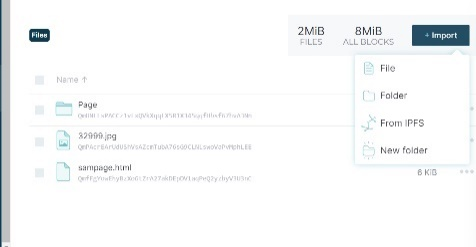 Files
2MiB
FILES
8MiB
ALL BLOCKS
+ Import
File
Folder
From IPFS
New folder
Name ↑
Page
32999.jpg
sampage.html
6 KiB